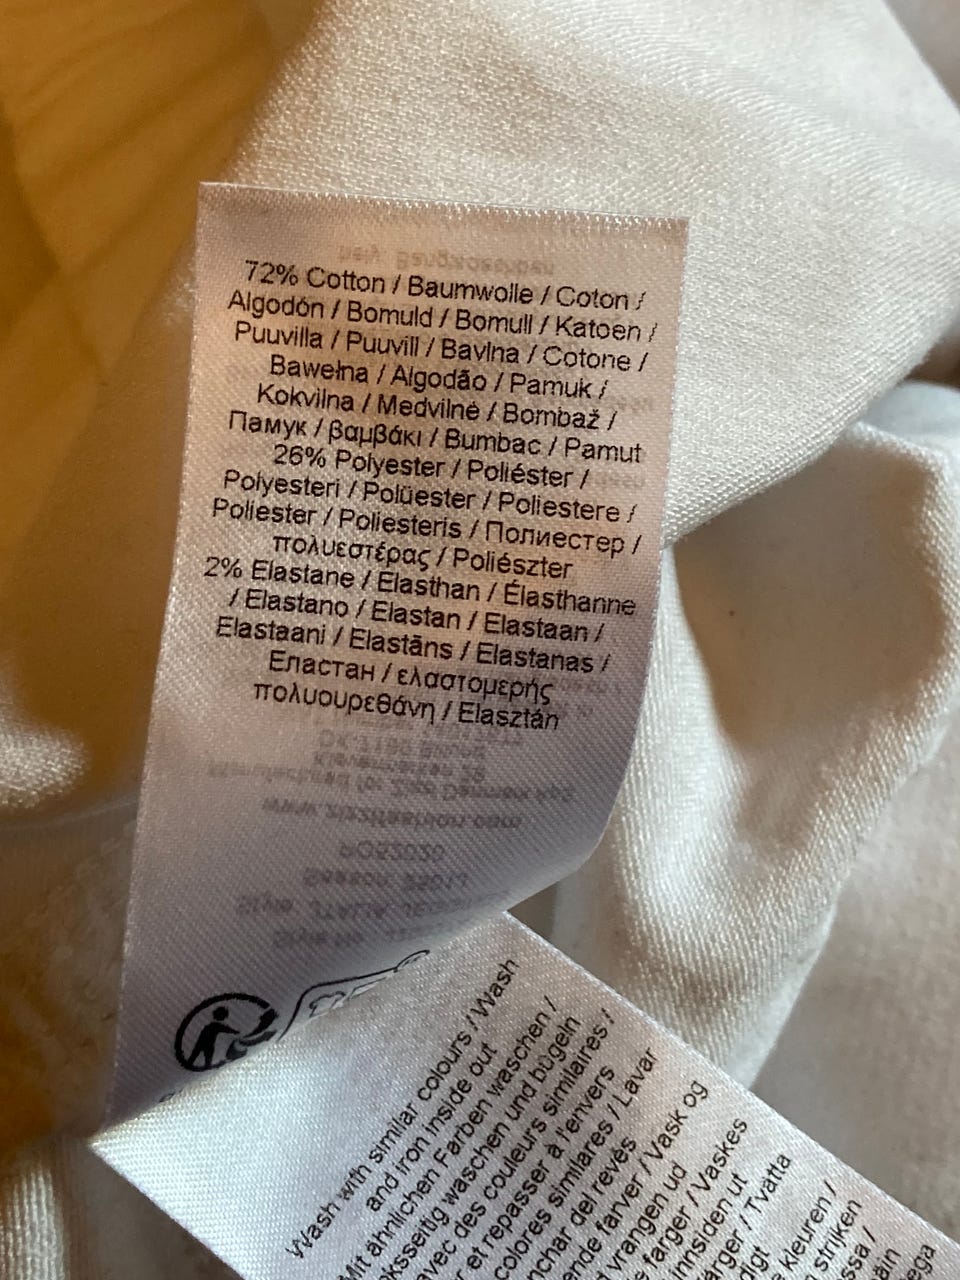 72% Cotton / Baumwolle / Coton /
Algodón / Bomuld / Bomull / Katoen /
Puuvilla / Puuvill / Bavlna / Cotone /
Bawełna / Algodão / Pamuk /
Kokvilna / Medvilnė / Bombaž /
Памук / βαμβάκι / Bumbac / Pamut
26% Polyester / Poliéster /
Polyesteri / Polüester / Poliestere /
Poliester / Poliesteris / Полиестер /
πολυεστέρας / Poliészter
2% Elastane / Elasthan / Élasthanne
/ Elastano / Elastan / Elastaan /
Elastaani / Elastāns / Elastanas /
Еластан / ελαστομερής
πολυουρεθάνη / Elasztán
Wash with similar colours / Wash
and iron inside out
Mit ähnlichen Farben waschen /
waschen und bügeln
avec des couleurs similaires /
et repasser à l'envers
colores similares / Lavar
del revés
farver / Vask og
vrangen ud
färger / Vaskes
innsiden ut
/ Tvätta
kleuren /
strijken